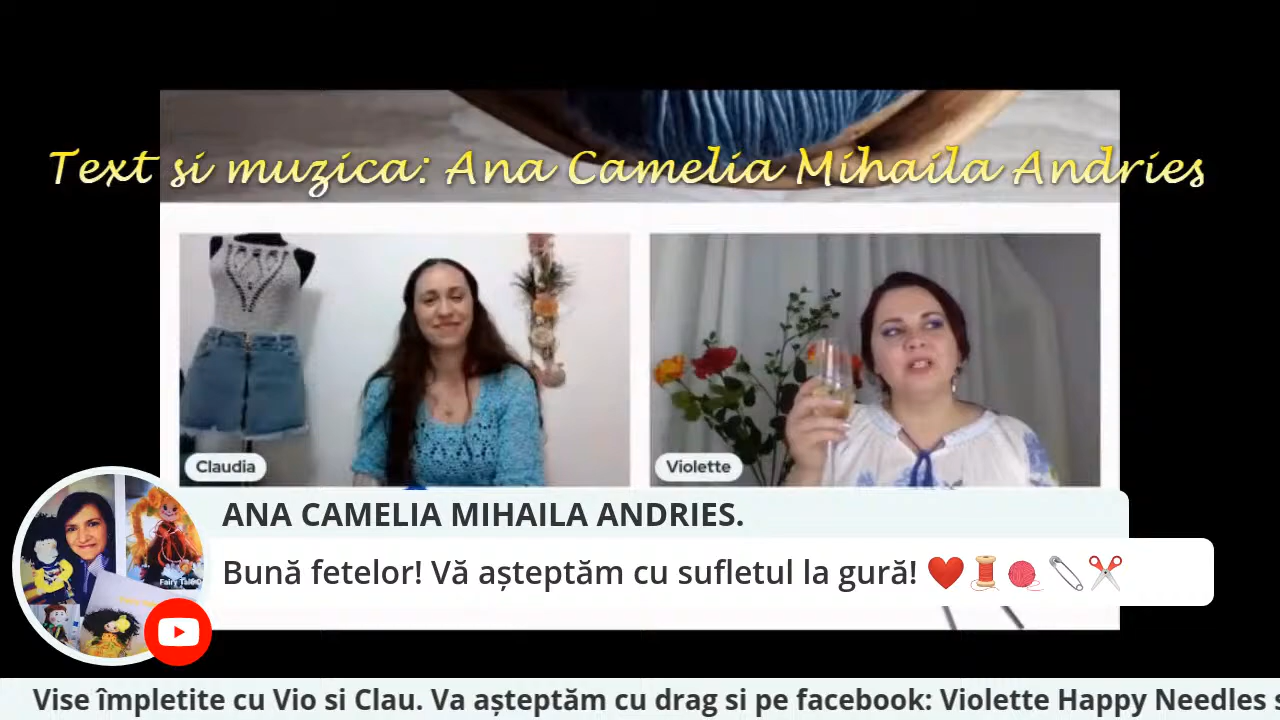 Text si muzica: Ana Camelia Mihaila Andries
Claudia
Violette
ANA CAMELIA MIHAILA ANDRIES.
Bună fetelor! Vă așteptăm cu sufletul la gură! ❤️🧵🧶🧷✂️
Vise împletite cu Vio si Clau. Va așteptăm cu drag si pe facebook: Violette Happy Needles s